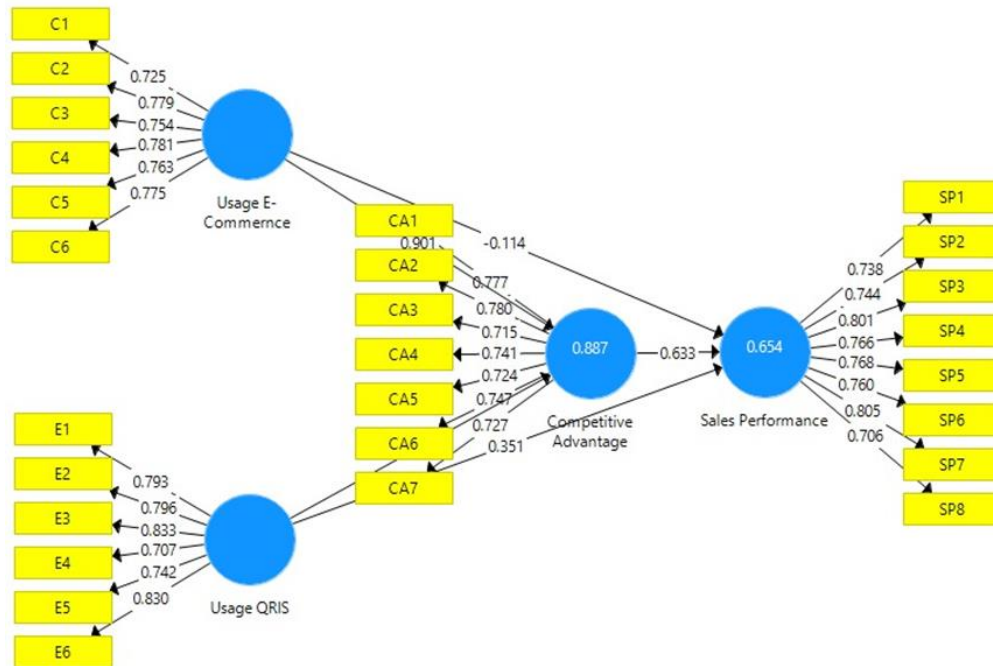 C1
C2
C3
C4
C5
C6
0.725
0.779
0.754
0.781
0.763
0.775
Usage E-
Commernce
CA1
CA2
CA3
CA4
CA5
CA6
CA7
0.901
0.777
0.780
0.715
0.741
0.724
0.747
0.727
-0.114
0.887
Competitive
Advantage
0.633
0.351
0.654
Sales Performance
0.738
0.744
0.801
0.766
0.768
0.760
0.805
0.706
SP1
SP2
SP3
SP4
SP5
SP6
SP7
SP8
E1
E2
E3
E4
E5
E6
0.793
0.796
0.833
0.707
0.742
0.830
Usage QRIS